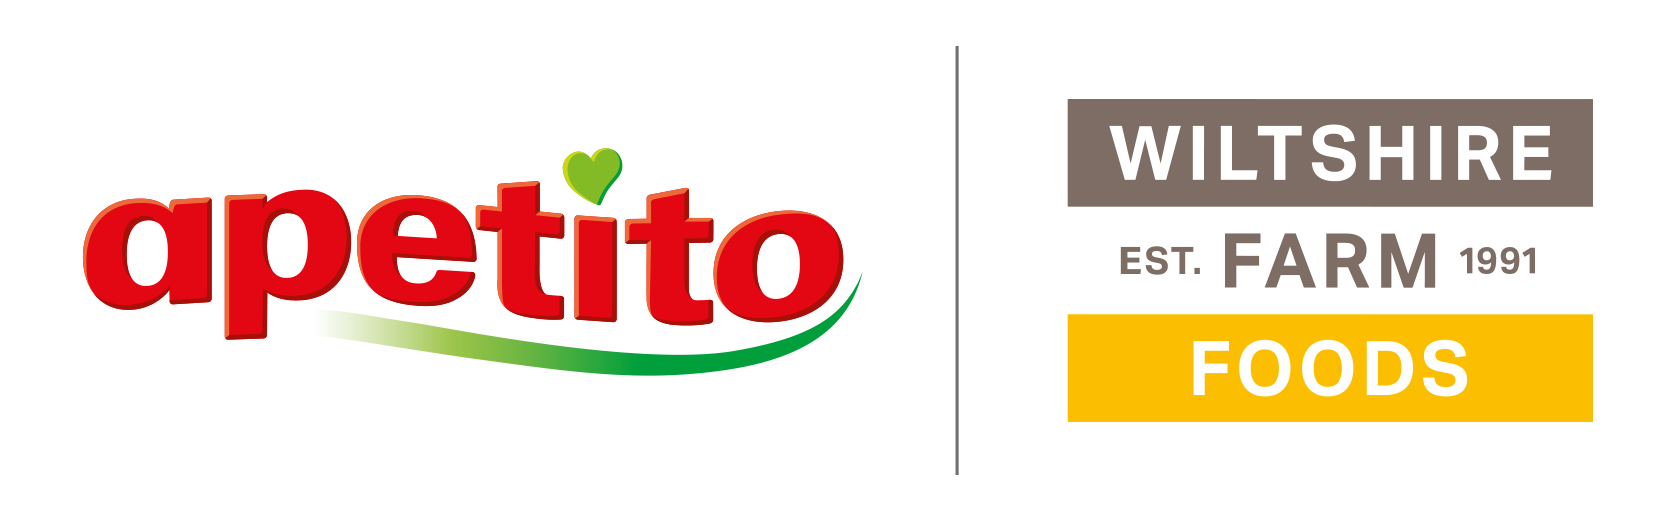 apetito
WILTSHIRE
EST. FARM 1991
FOODS